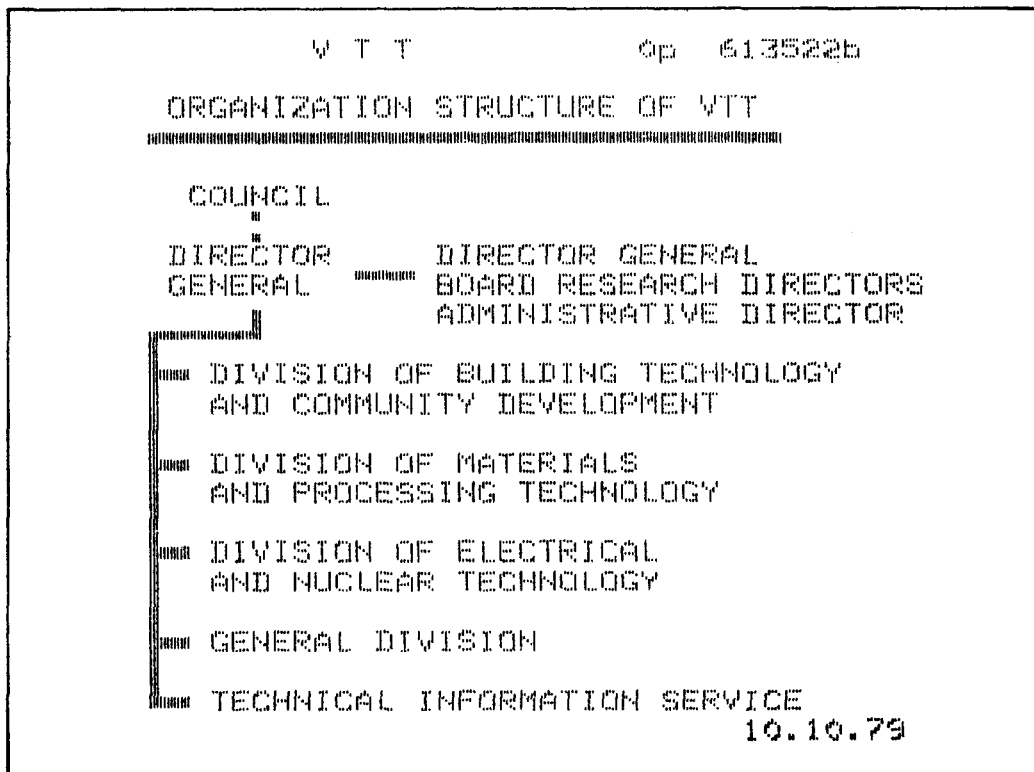 V T T Op 613522b
ORGANIZATION STRUCTURE OF VTT
COUNCIL
DIRECTOR GENERAL
DIRECTOR GENERAL
BOARD RESEARCH DIRECTORS
ADMINISTRATIVE DIRECTOR
DIVISION OF BUILDING TECHNOLOGY
AND COMMUNITY DEVELOPMENT
DIVISION OF MATERIALS
AND PROCESSING TECHNOLOGY
DIVISION OF ELECTRICAL
AND NUCLEAR TECHNOLOGY
GENERAL DIVISION
TECHNICAL INFORMATION SERVICE
10.10.79